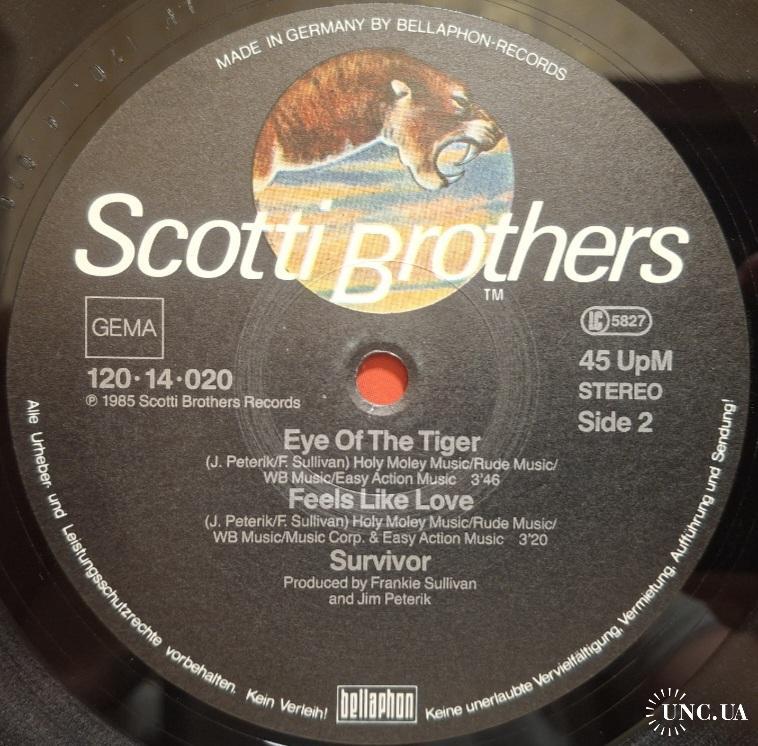 MADE IN GERMANY BY BELLAPHON-RECORDS
Scotti Brothers
TM
GEMA
LC 5827
120·14·020
℗ 1985 Scotti Brothers Records
45 UpM
STEREO
Side 2
Eye Of The Tiger
(J. Peterik/F. Sullivan) Holy Moley Music/Rude Music/
WB Music/Easy Action Music 3'46
Feels Like Love
(J. Peterik/F. Sullivan) Holy Moley Music/Rude Music/
WB Music/Music Corp. & Easy Action Music 3'20
Survivor
Produced by Frankie Sullivan
and Jim Peterik
Alle Urheber- und Leistungsschutzrechte vorbehalten. Kein Verleih!
bellaphon
Keine unerlaubte Vervielfältigung, Vermietung, Aufführung und Sendung!
UNC.UA